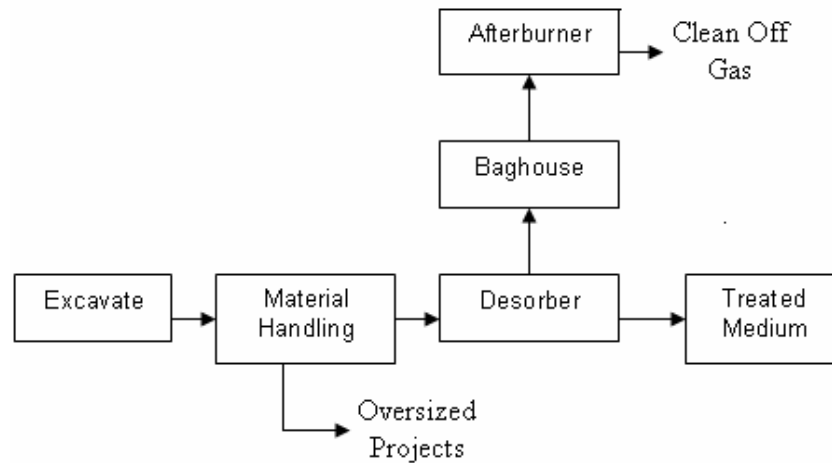 Afterburner
Clean Off
Gas
Baghouse
Excavate
Material
Handling
Desorber
Treated
Medium
Oversized
Projects